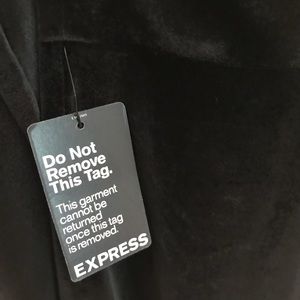 Do Not
Remove
This Tag.
This garment
cannot be
returned
once this tag
is removed.
EXPRESS